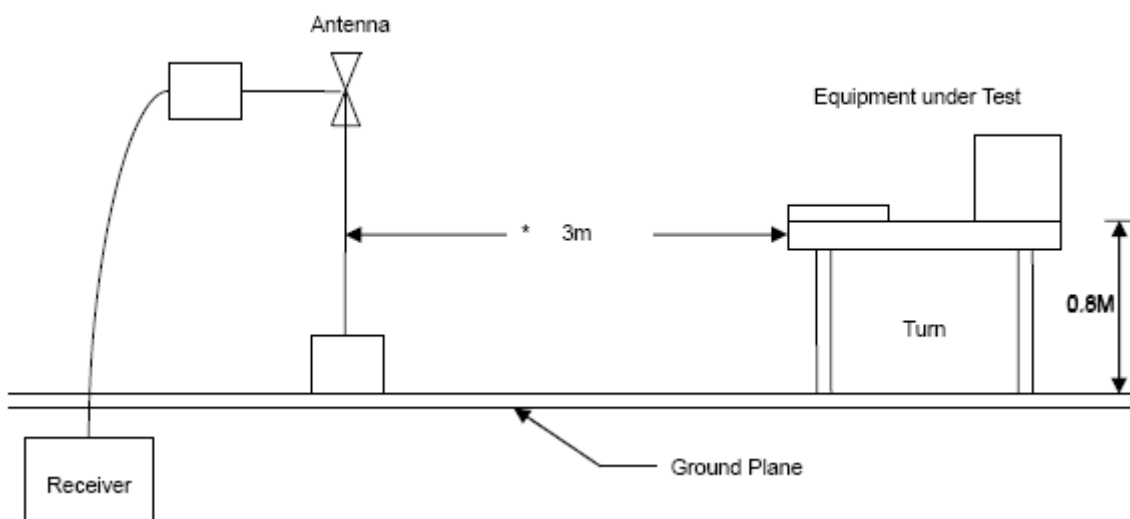 Antenna
Equipment under Test
* 3m
0.8M
Turn
Ground Plane
Receiver